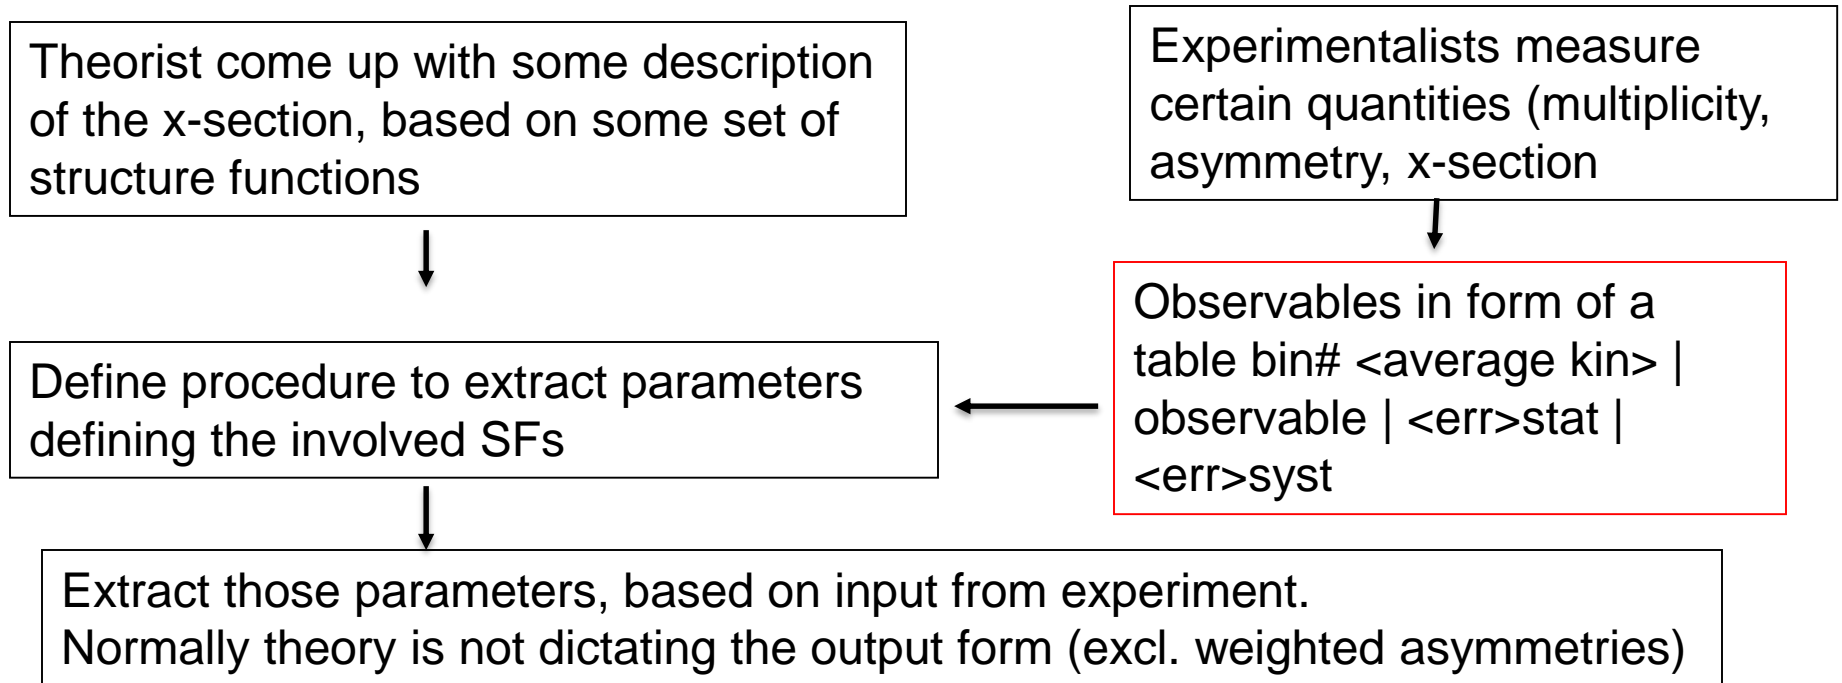 Theorist come up with some description
of the x-section, based on some set of
structure functions
Experimentalists measure
certain quantities (multiplicity,
asymmetry, x-section
Observables in form of a
table bin# <average kin> |
observable | <err>stat |
<err>syst
Define procedure to extract parameters
defining the involved SFs
Extract those parameters, based on input from experiment.
Normally theory is not dictating the output form (excl. weighted asymmetries)